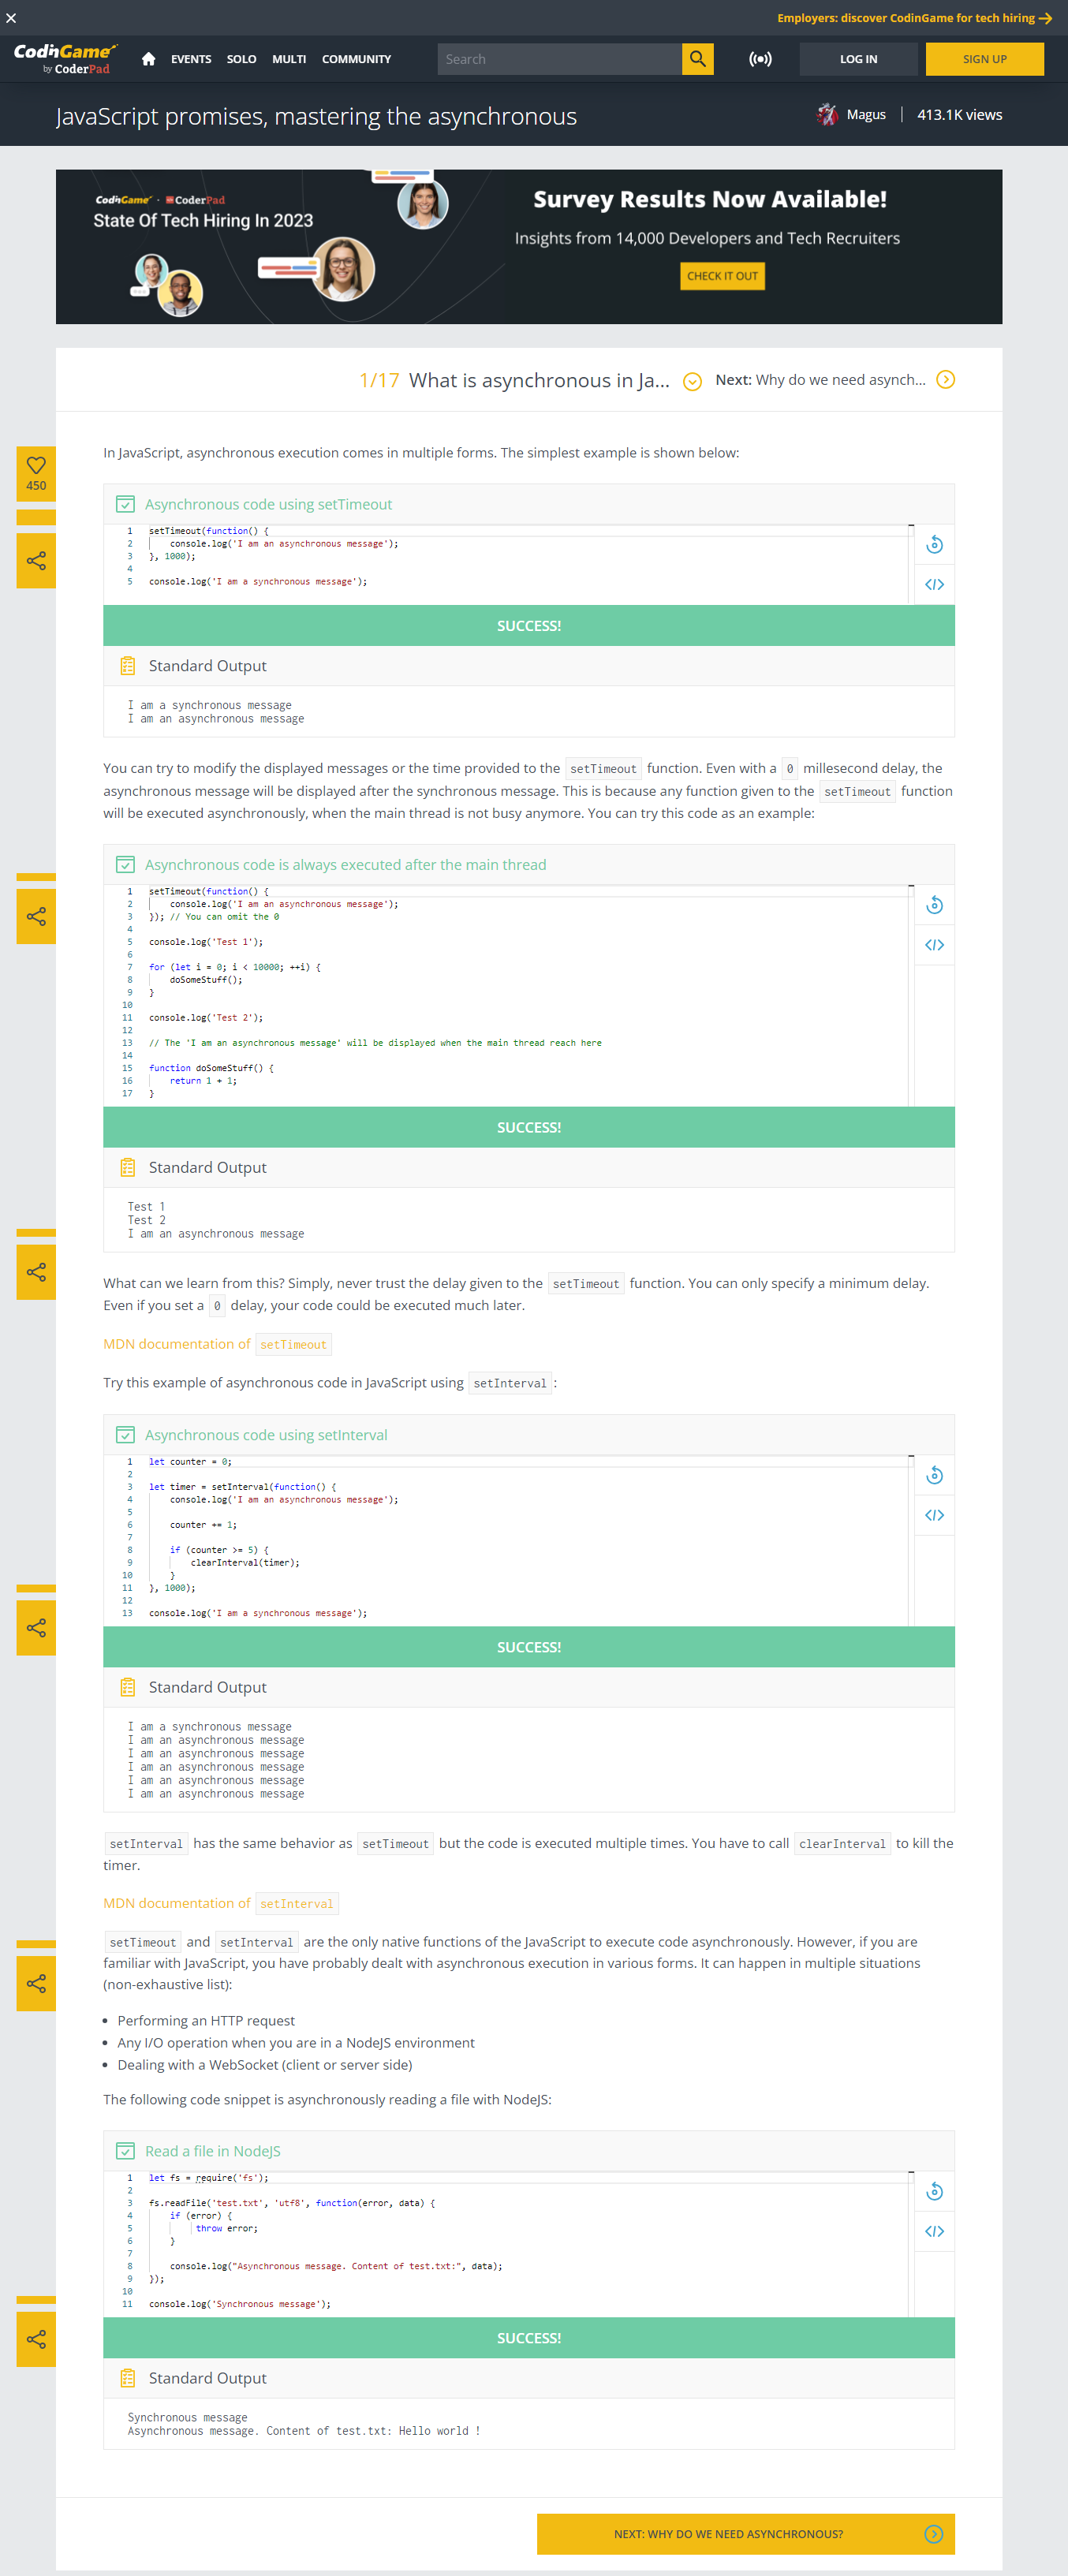 Employers: discover CodinGame for tech hiring
CodinGame
by CoderPad
EVENTS SOLO MULTI COMMUNITY Search LOG IN SIGN UP
JavaScript promises, mastering the asynchronous
Magus 413.1K views
CodinGame · CoderPad
State Of Tech Hiring In 2023
Survey Results Now Available!
Insights from 14,000 Developers and Tech Recruiters
CHECK IT OUT
1/17 What is asynchronous in Ja... Next: Why do we need asynch...
450
In JavaScript, asynchronous execution comes in multiple forms. The simplest example is shown below:
Asynchronous code using setTimeout
1 setTimeout(function() {
2     console.log('I am an asynchronous message');
3 }, 1000);
4
5 console.log('I am a synchronous message');
SUCCESS!
Standard Output
I am a synchronous message
I am an asynchronous message
You can try to modify the displayed messages or the time provided to the setTimeout function. Even with a 0 millesecond delay, the
asynchronous message will be displayed after the synchronous message. This is because any function given to the setTimeout function
will be executed asynchronously, when the main thread is not busy anymore. You can try this code as an example:
Asynchronous code is always executed after the main thread
1 setTimeout(function() {
2     console.log('I am an asynchronous message');
3 }); // You can omit the 0
4
5 console.log('Test 1');
6
7 for (let i = 0; i < 10000; ++i) {
8     doSomeStuff();
9 }
10
11 console.log('Test 2');
12
13 // The 'I am an asynchronous message' will be displayed when the main thread reach here
14
15 function doSomeStuff() {
16     return 1 + 1;
17 }
SUCCESS!
Standard Output
Test 1
Test 2
I am an asynchronous message
What can we learn from this? Simply, never trust the delay given to the setTimeout function. You can only specify a minimum delay.
Even if you set a 0 delay, your code could be executed much later.
MDN documentation of setTimeout
Try this example of asynchronous code in JavaScript using setInterval :
Asynchronous code using setInterval
1 let counter = 0;
2
3 let timer = setInterval(function() {
4     console.log('I am an asynchronous message');
5
6     counter += 1;
7
8     if (counter >= 5) {
9         clearInterval(timer);
10     }
11 }, 1000);
12
13 console.log('I am a synchronous message');
SUCCESS!
Standard Output
I am a synchronous message
I am an asynchronous message
I am an asynchronous message
I am an asynchronous message
I am an asynchronous message
I am an asynchronous message
setInterval has the same behavior as setTimeout but the code is executed multiple times. You have to call clearInterval to kill the
timer.
MDN documentation of setInterval
setTimeout and setInterval are the only native functions of the JavaScript to execute code asynchronously. However, if you are
familiar with JavaScript, you have probably dealt with asynchronous execution in various forms. It can happen in multiple situations
(non-exhaustive list):
• Performing an HTTP request
• Any I/O operation when you are in a NodeJS environment
• Dealing with a WebSocket (client or server side)
The following code snippet is asynchronously reading a file with NodeJS:
Read a file in NodeJS
1 let fs = require('fs');
2
3 fs.readFile('test.txt', 'utf8', function(error, data) {
4     if (error) {
5         throw error;
6     }
7
8     console.log("Asynchronous message. Content of test.txt:", data);
9 });
10
11 console.log('Synchronous message');
SUCCESS!
Standard Output
Synchronous message
Asynchronous message. Content of test.txt: Hello world !
NEXT: WHY DO WE NEED ASYNCHRONOUS?